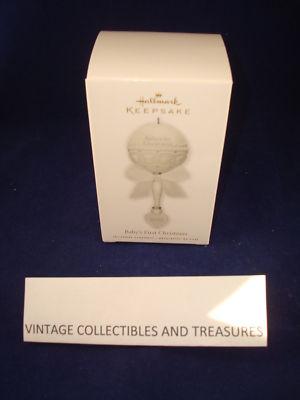 Hallmark
KEEPSAKE
Baby's First Christmas
VINTAGE COLLECTIBLES AND TREASURES